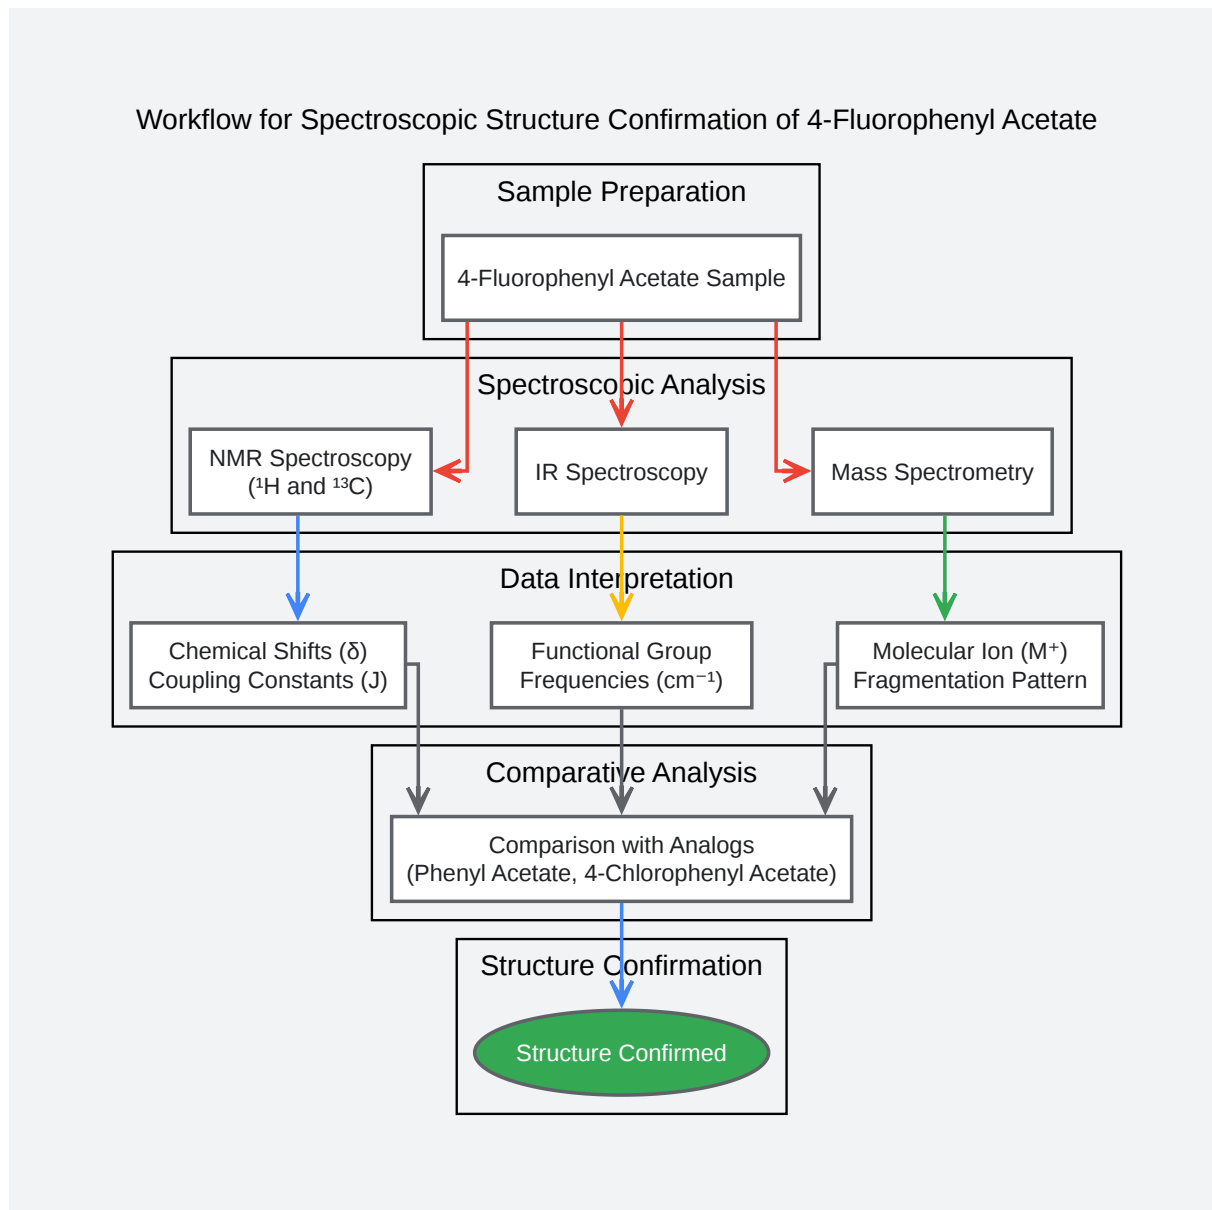 Workflow for Spectroscopic Structure Confirmation of 4-Fluorophenyl Acetate
Sample Preparation
4-Fluorophenyl Acetate Sample
Spectroscopic Analysis
NMR Spectroscopy
(¹H and ¹³C)
IR Spectroscopy
Mass Spectrometry
Data Interpretation
Chemical Shifts (δ)
Coupling Constants (J)
Functional Group
Frequencies (cm⁻¹)
Molecular Ion (M⁺)
Fragmentation Pattern
Comparative Analysis
Comparison with Analogs
(Phenyl Acetate, 4-Chlorophenyl Acetate)
Structure Confirmation
Structure Confirmed